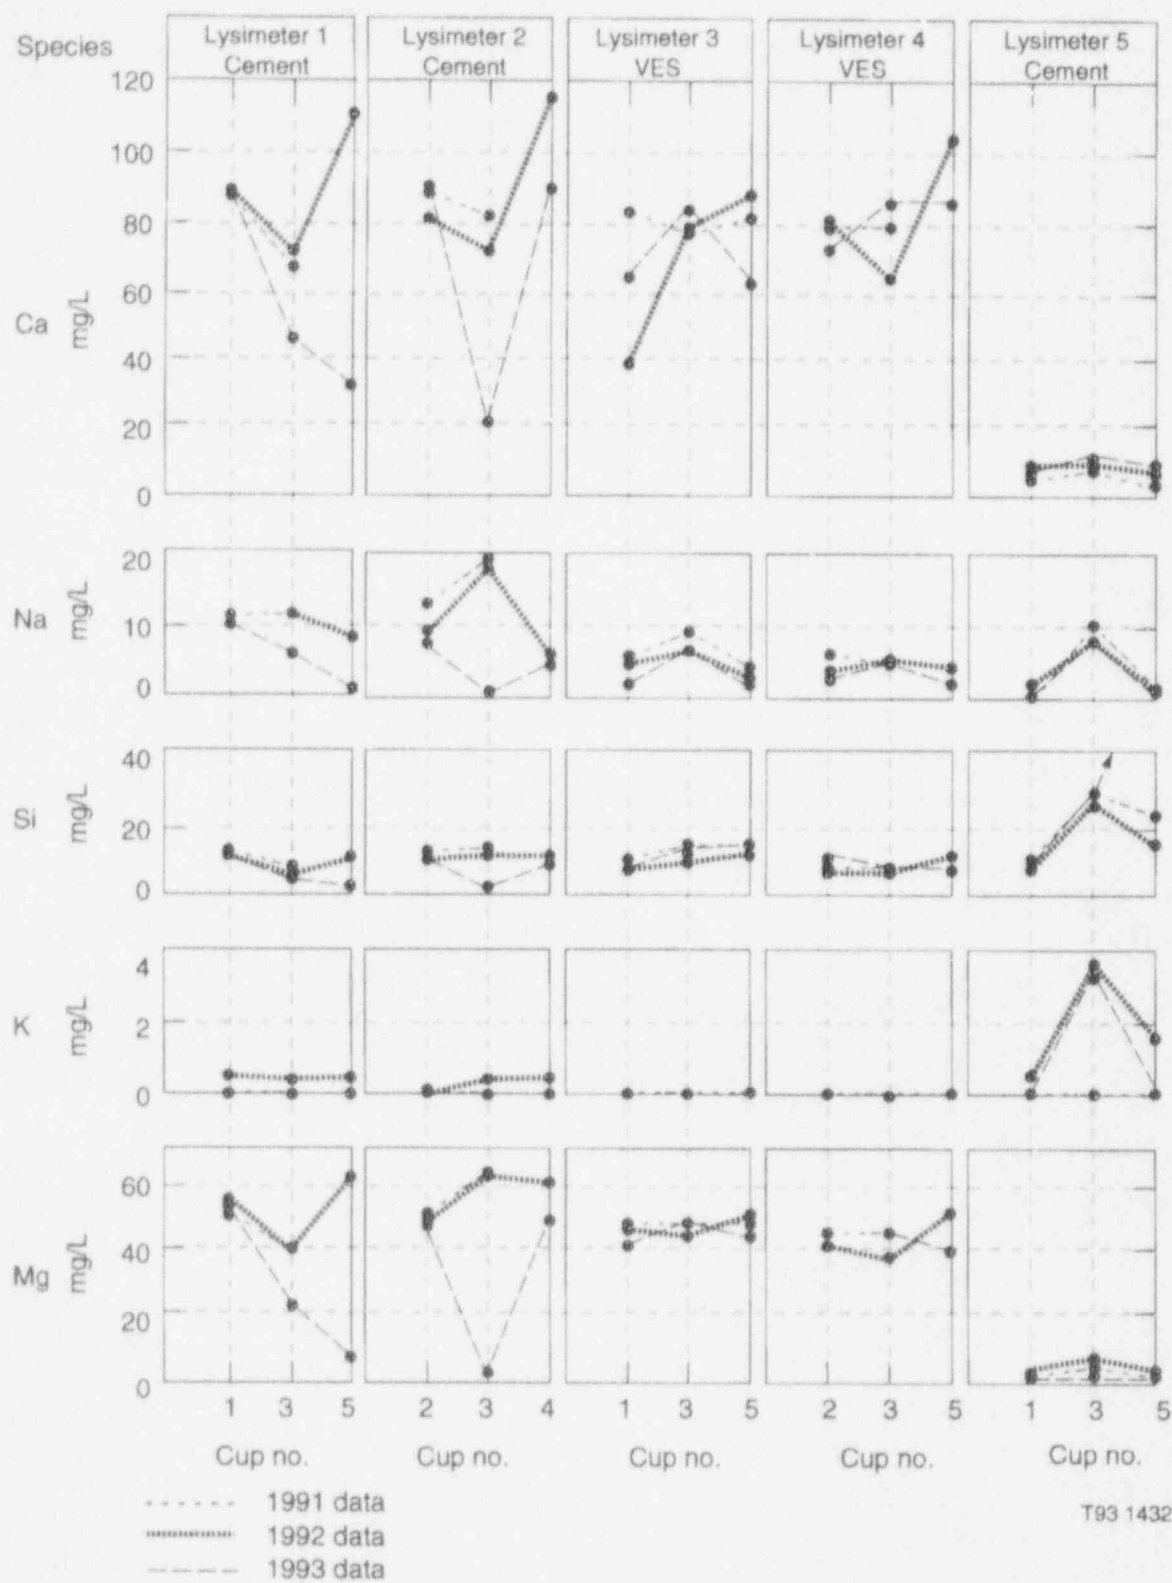 Species
Lysimeter 1
Cement
Lysimeter 2
Cement
Lysimeter 3
VES
Lysimeter 4
VES
Lysimeter 5
Cement
Ca
mg/L
120
100
80
60
40
20
0
Na
mg/L
20
10
0
Si
mg/L
40
20
0
K
mg/L
4
2
0
Mg
mg/L
60
40
20
0
1 3 5 2 3 4 1 3 5 2 3 5 1 3 5
Cup no. Cup no. Cup no. Cup no. Cup no.
1991 data
1992 data
1993 data
T93 1432